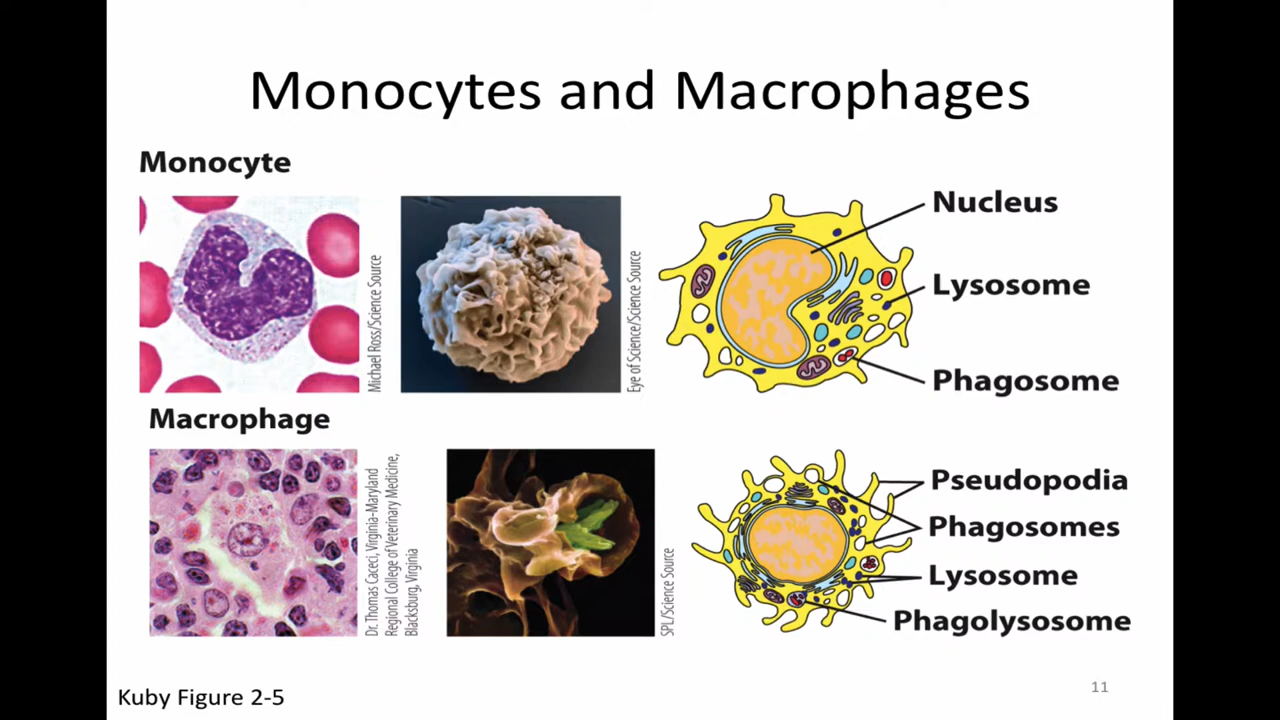 Monocytes and Macrophages
Monocyte
Michael Ross/Science Source
Eye of Science/Science Source
Nucleus
Lysosome
Phagosome
Macrophage
Dr. Thomas Caceci, Virginia-Maryland
Regional College of Veterinary Medicine,
Blacksburg, Virginia
SPL/Science Source
Pseudopodia
Phagosomes
Lysosome
Phagolysosome
Kuby Figure 2-5
11